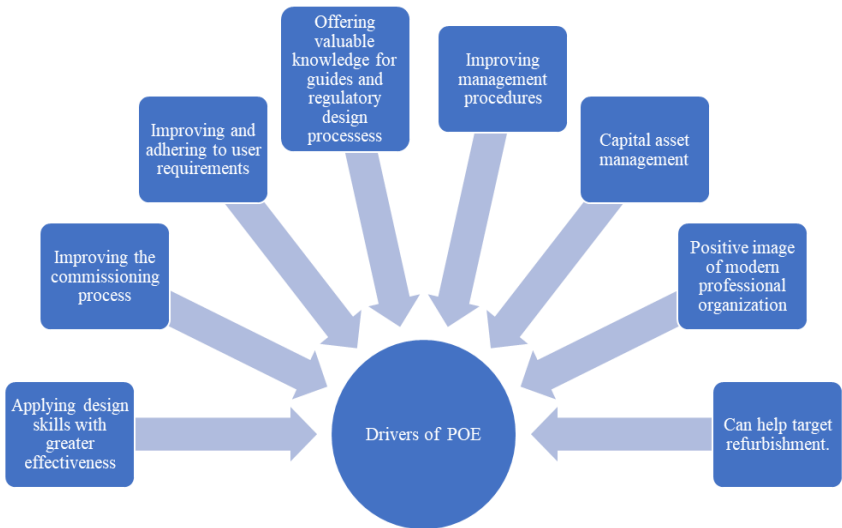 Offering
valuable
knowledge for
guides and
regulatory
design
processess
Improving
management
procedures
Improving and
adhering to user
requirements
Capital asset
management
Improving the
commissioning
process
Positive image
of modern
professional
organization
Applying design
skills with
greater
effectiveness
Drivers of POE
Can help target
refurbishment.